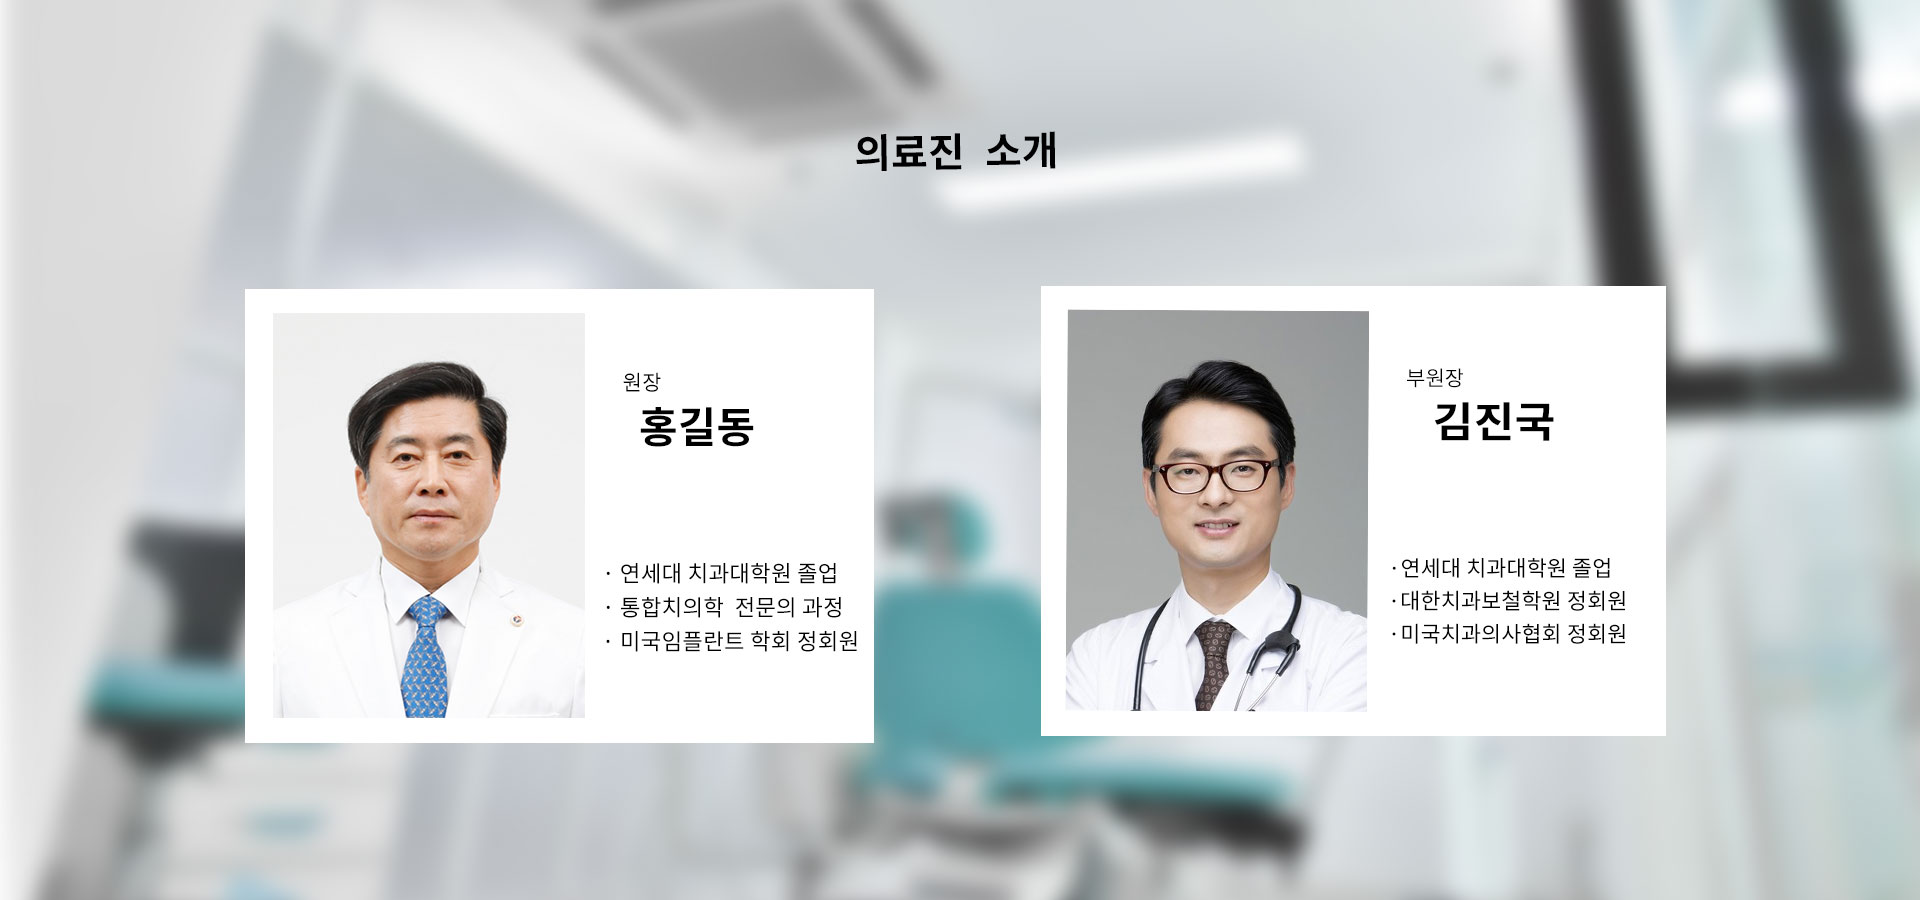 의료진 소개
원장
홍길동
· 연세대 치과대학원 졸업
· 통합치의학 전문의 과정
· 미국임플란트 학회 정회원
부원장
김진국
· 연세대 치과대학원 졸업
· 대한치과보철학원 정회원
· 미국치과의사협회 정회원